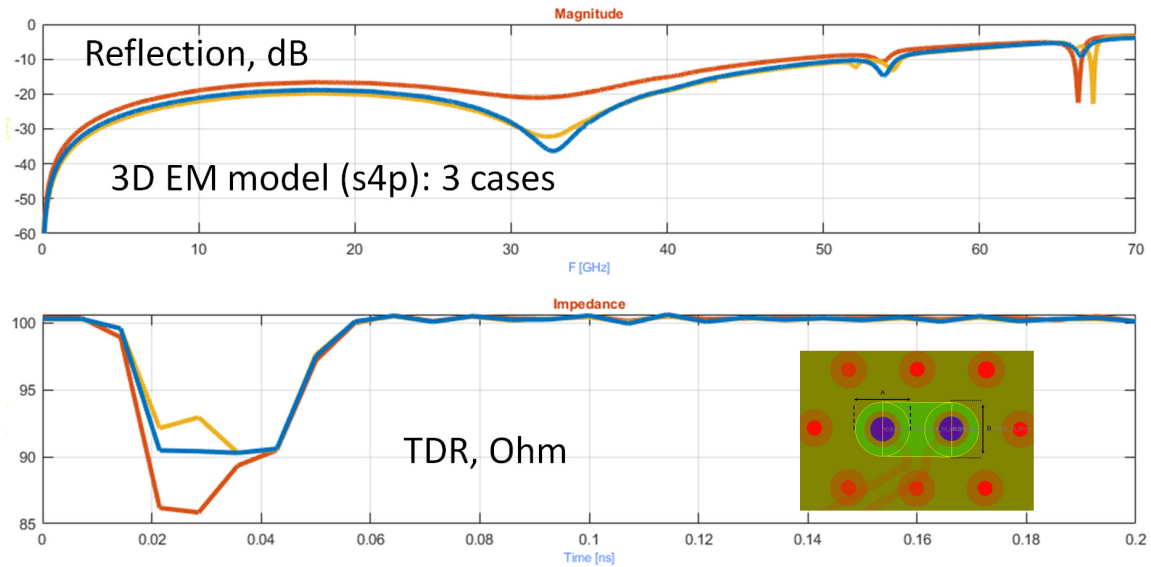 Magnitude
0
-10
-20
-30
-40
-50
-60
Reflection, dB
3D EM model (s4p): 3 cases
0 10 20 30 40 50 60 70
F [GHz]
Impedance
100
95
90
85
TDR, Ohm
A
B
0 0.02 0.04 0.06 0.08 0.1 0.12 0.14 0.16 0.18 0.2
Time [ns]